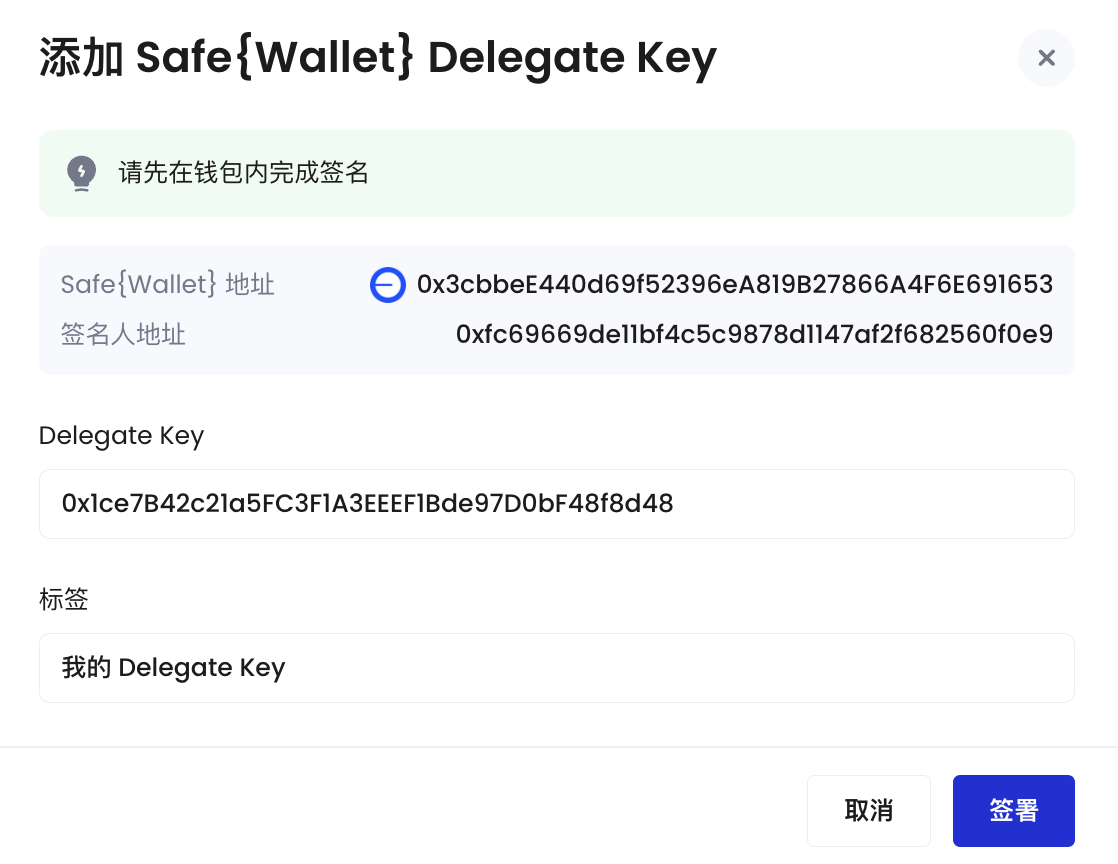 添加 Safe{Wallet} Delegate Key
请先在钱包内完成签名
Safe{Wallet} 地址 0x3cbbeE440d69f52396eA819B27866A4F6E691653
签名人地址 0xfc69669de11bf4c5c9878d1147af2f682560f0e9
Delegate Key
0x1ce7B42c21a5FC3F1A3EEEF1Bde97D0bF48f8d48
标签
我的 Delegate Key
取消 签署